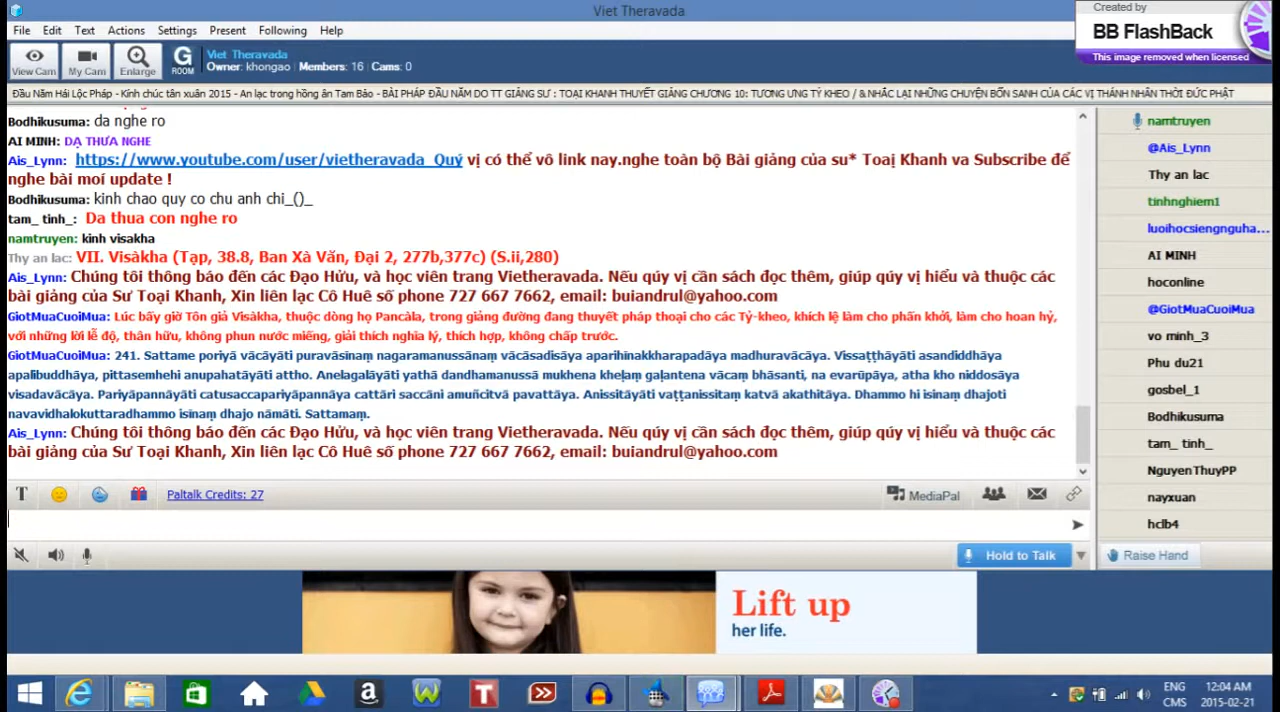 Viet Theravada
Created by
BB FlashBack
This image removed when licensed
File Edit Text Actions Settings Present Following Help
View Cam My Cam Enlarge G ROOM
Viet Theravada
Owner: khongao Members: 16 Cams: 0
Đầu Năm Hái Lộc Pháp - Kính chúc tân xuân 2015 - An lạc trong hồng ân Tam Bảo - BÀI PHÁP ĐẦU NĂM DO TT GIẢNG SƯ : TOẠI KHANH THUYẾT GIẢNG CHƯƠNG 10: TƯƠNG ƯNG TỲ KHEO / & NHẮC LẠI NHỮNG CHUYỆN BỔN SANH CỦA CÁC VỊ THÁNH NHÂN THỜI ĐỨC PHẬT
Bodhikusuma: da nghe ro
AI MINH: DẠ THƯA NGHE
Ais_Lynn: https://www.youtube.com/user/vietheravada_Quý vị có thể vô link nay.nghe toàn bộ Bài giảng của su* Toaị Khanh va Subscribe để
nghe bài moí update !
Bodhikusuma: kinh chao quy co chu anh chi_()_
tam_ tinh_: Da thua con nghe ro
namtruyen: kinh visakha
Thy an lac: VII. Visàkha (Tạp, 38.8, Ban Xà Văn, Đại 2, 277b,377c) (S.ii,280)
Ais_Lynn: Chúng tôi thông báo đến các Đạo Hửu, và học viên trang Vietheravada. Nếu qúy vị cần sách đọc thêm, giúp qúy vị hiểu và thuộc các
bài giảng của Sư Toại Khanh, Xin liên lạc Cô Huê số phone 727 667 7662, email: buiandrul@yahoo.com
GiotMuaCuoiMua: Lúc bấy giờ Tôn giả Visàkha, thuộc dòng họ Pancàla, trong giảng đường đang thuyết pháp thoại cho các Tỷ-kheo, khích lệ làm cho phấn khởi, làm cho hoan hỷ,
với những lời lễ độ, thân hữu, không phun nước miếng, giải thích nghĩa lý, thích hợp, không chấp trước.
GiotMuaCuoiMua: 241. Sattame poriyā vācāyāti puravāsīnaṃ nagaramanussānaṃ vācāsadisāya aparihīnakkharapadāya madhuravācāya. Vissaṭṭhāyāti asandiddhāya
apalibuddhāya, pittasemhehi anupahatāyāti attho. Anelagalāyāti yathā dandhamanussā mukhena kheḷaṃ gaḷantena vācaṃ bhāsanti, na evarūpāya, atha kho niddosāya
visadavācāya. Pariyāpannāyāti catusaccapariyāpannāya cattāri saccāni amuñcitvā pavattāya. Anissitāyāti vaṭṭanissitaṃ katvā akathitāya. Dhammo hi isinaṃ dhajoti
navavidhalokuttaradhammo isīnaṃ dhajo nāmāti. Sattamaṃ.
Ais_Lynn: Chúng tôi thông báo đến các Đạo Hửu, và học viên trang Vietheravada. Nếu qúy vị cần sách đọc thêm, giúp qúy vị hiểu và thuộc các
bài giảng của Sư Toại Khanh, Xin liên lạc Cô Huê số phone 727 667 7662, email: buiandrul@yahoo.com
namtruyen
@Ais_Lynn
Thy an lac
tinhnghiem1
luoihocsiengnguha...
AI MINH
hoconline
@GiotMuaCuoiMua
vo minh_3
Phu du21
gosbel_1
Bodhikusuma
tam_ tinh_
NguyenThuyPP
nayxuan
hclb4
T Paltalk Credits: 27 MediaPal
Hold to Talk Raise Hand
Lift up
her life.
ENG 12:04 AM
CMS 2015-02-21